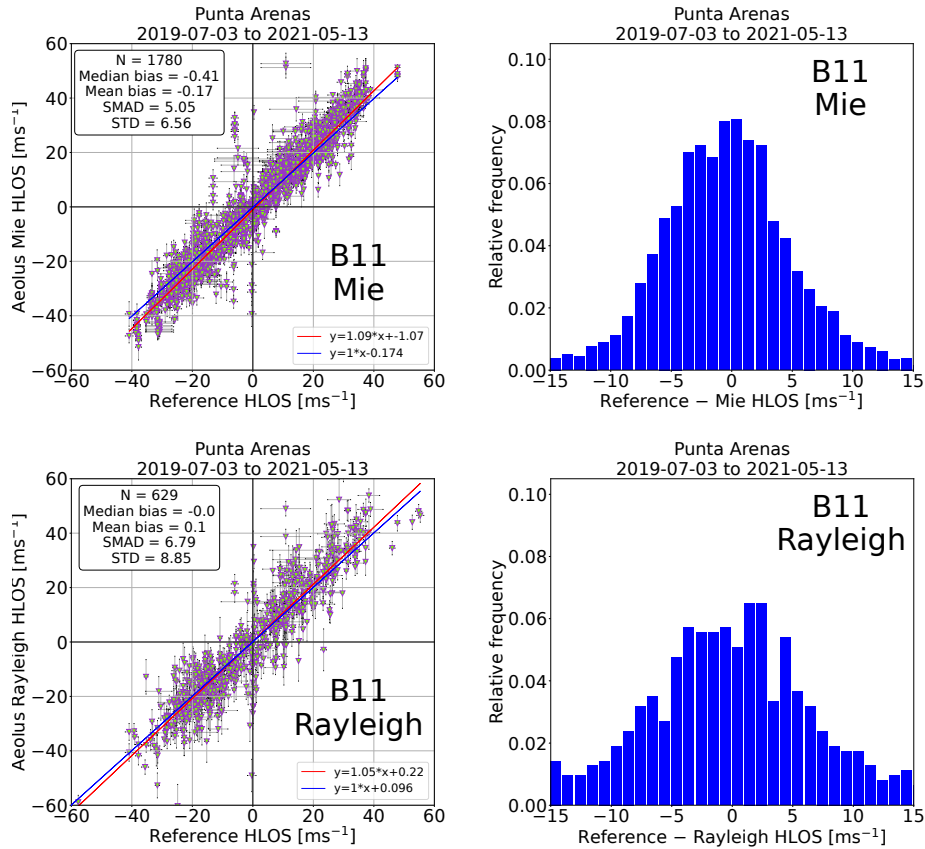 Punta Arenas
2019-07-03 to 2021-05-13
60
40
20
0
−20
−40
−60
Aeolus Mie HLOS [ms⁻¹]
N = 1780
Median bias = -0.41
Mean bias = -0.17
SMAD = 5.05
STD = 6.56
B11
Mie
y=1.09*x+-1.07
y=1*x-0.174
−60 −40 −20 0 20 40 60
Reference HLOS [ms⁻¹]
Punta Arenas
2019-07-03 to 2021-05-13
0.10
0.08
0.06
0.04
0.02
0.00
Relative frequency
B11
Mie
−15 −10 −5 0 5 10 15
Reference − Mie HLOS [ms⁻¹]
Punta Arenas
2019-07-03 to 2021-05-13
60
40
20
0
−20
−40
−60
Aeolus Rayleigh HLOS [ms⁻¹]
N = 629
Median bias = -0.0
Mean bias = 0.1
SMAD = 6.79
STD = 8.85
B11
Rayleigh
y=1.05*x+0.22
y=1*x+0.096
−60 −40 −20 0 20 40 60
Reference HLOS [ms⁻¹]
Punta Arenas
2019-07-03 to 2021-05-13
0.10
0.08
0.06
0.04
0.02
0.00
Relative frequency
B11
Rayleigh
−15 −10 −5 0 5 10 15
Reference − Rayleigh HLOS [ms⁻¹]